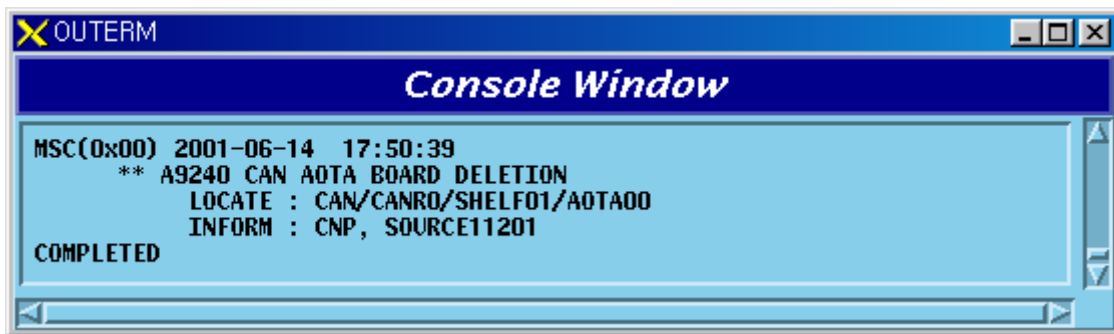 OUTERM
Console Window
MSC(0x00) 2001-06-14 17:50:39
** A9240 CAN AOTA BOARD DELETION
LOCATE : CAN/CANR0/SHELF01/AOTA00
INFORM : CNP, SOURCE11201
COMPLETED